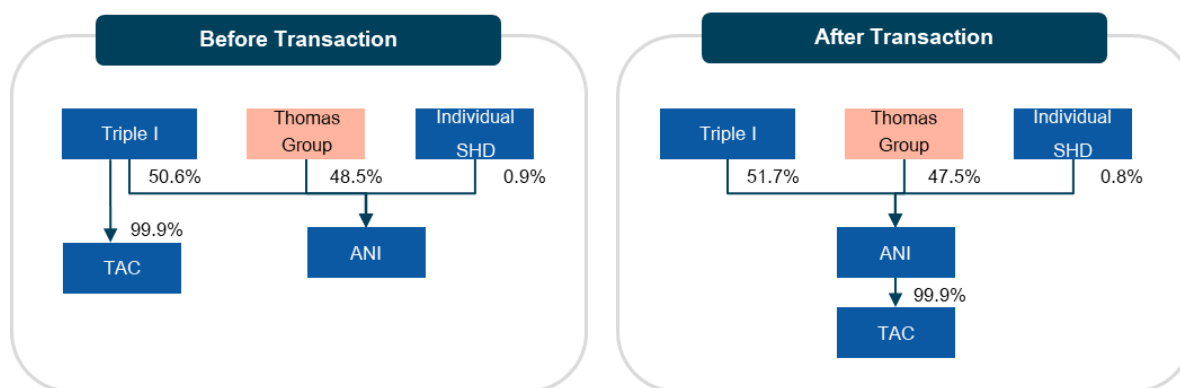 Before Transaction
Triple I
Thomas
Group
Individual
SHD
50.6%
48.5%
0.9%
99.9%
TAC
ANI
After Transaction
Triple I
Thomas
Group
Individual
SHD
51.7%
47.5%
0.8%
ANI
99.9%
TAC